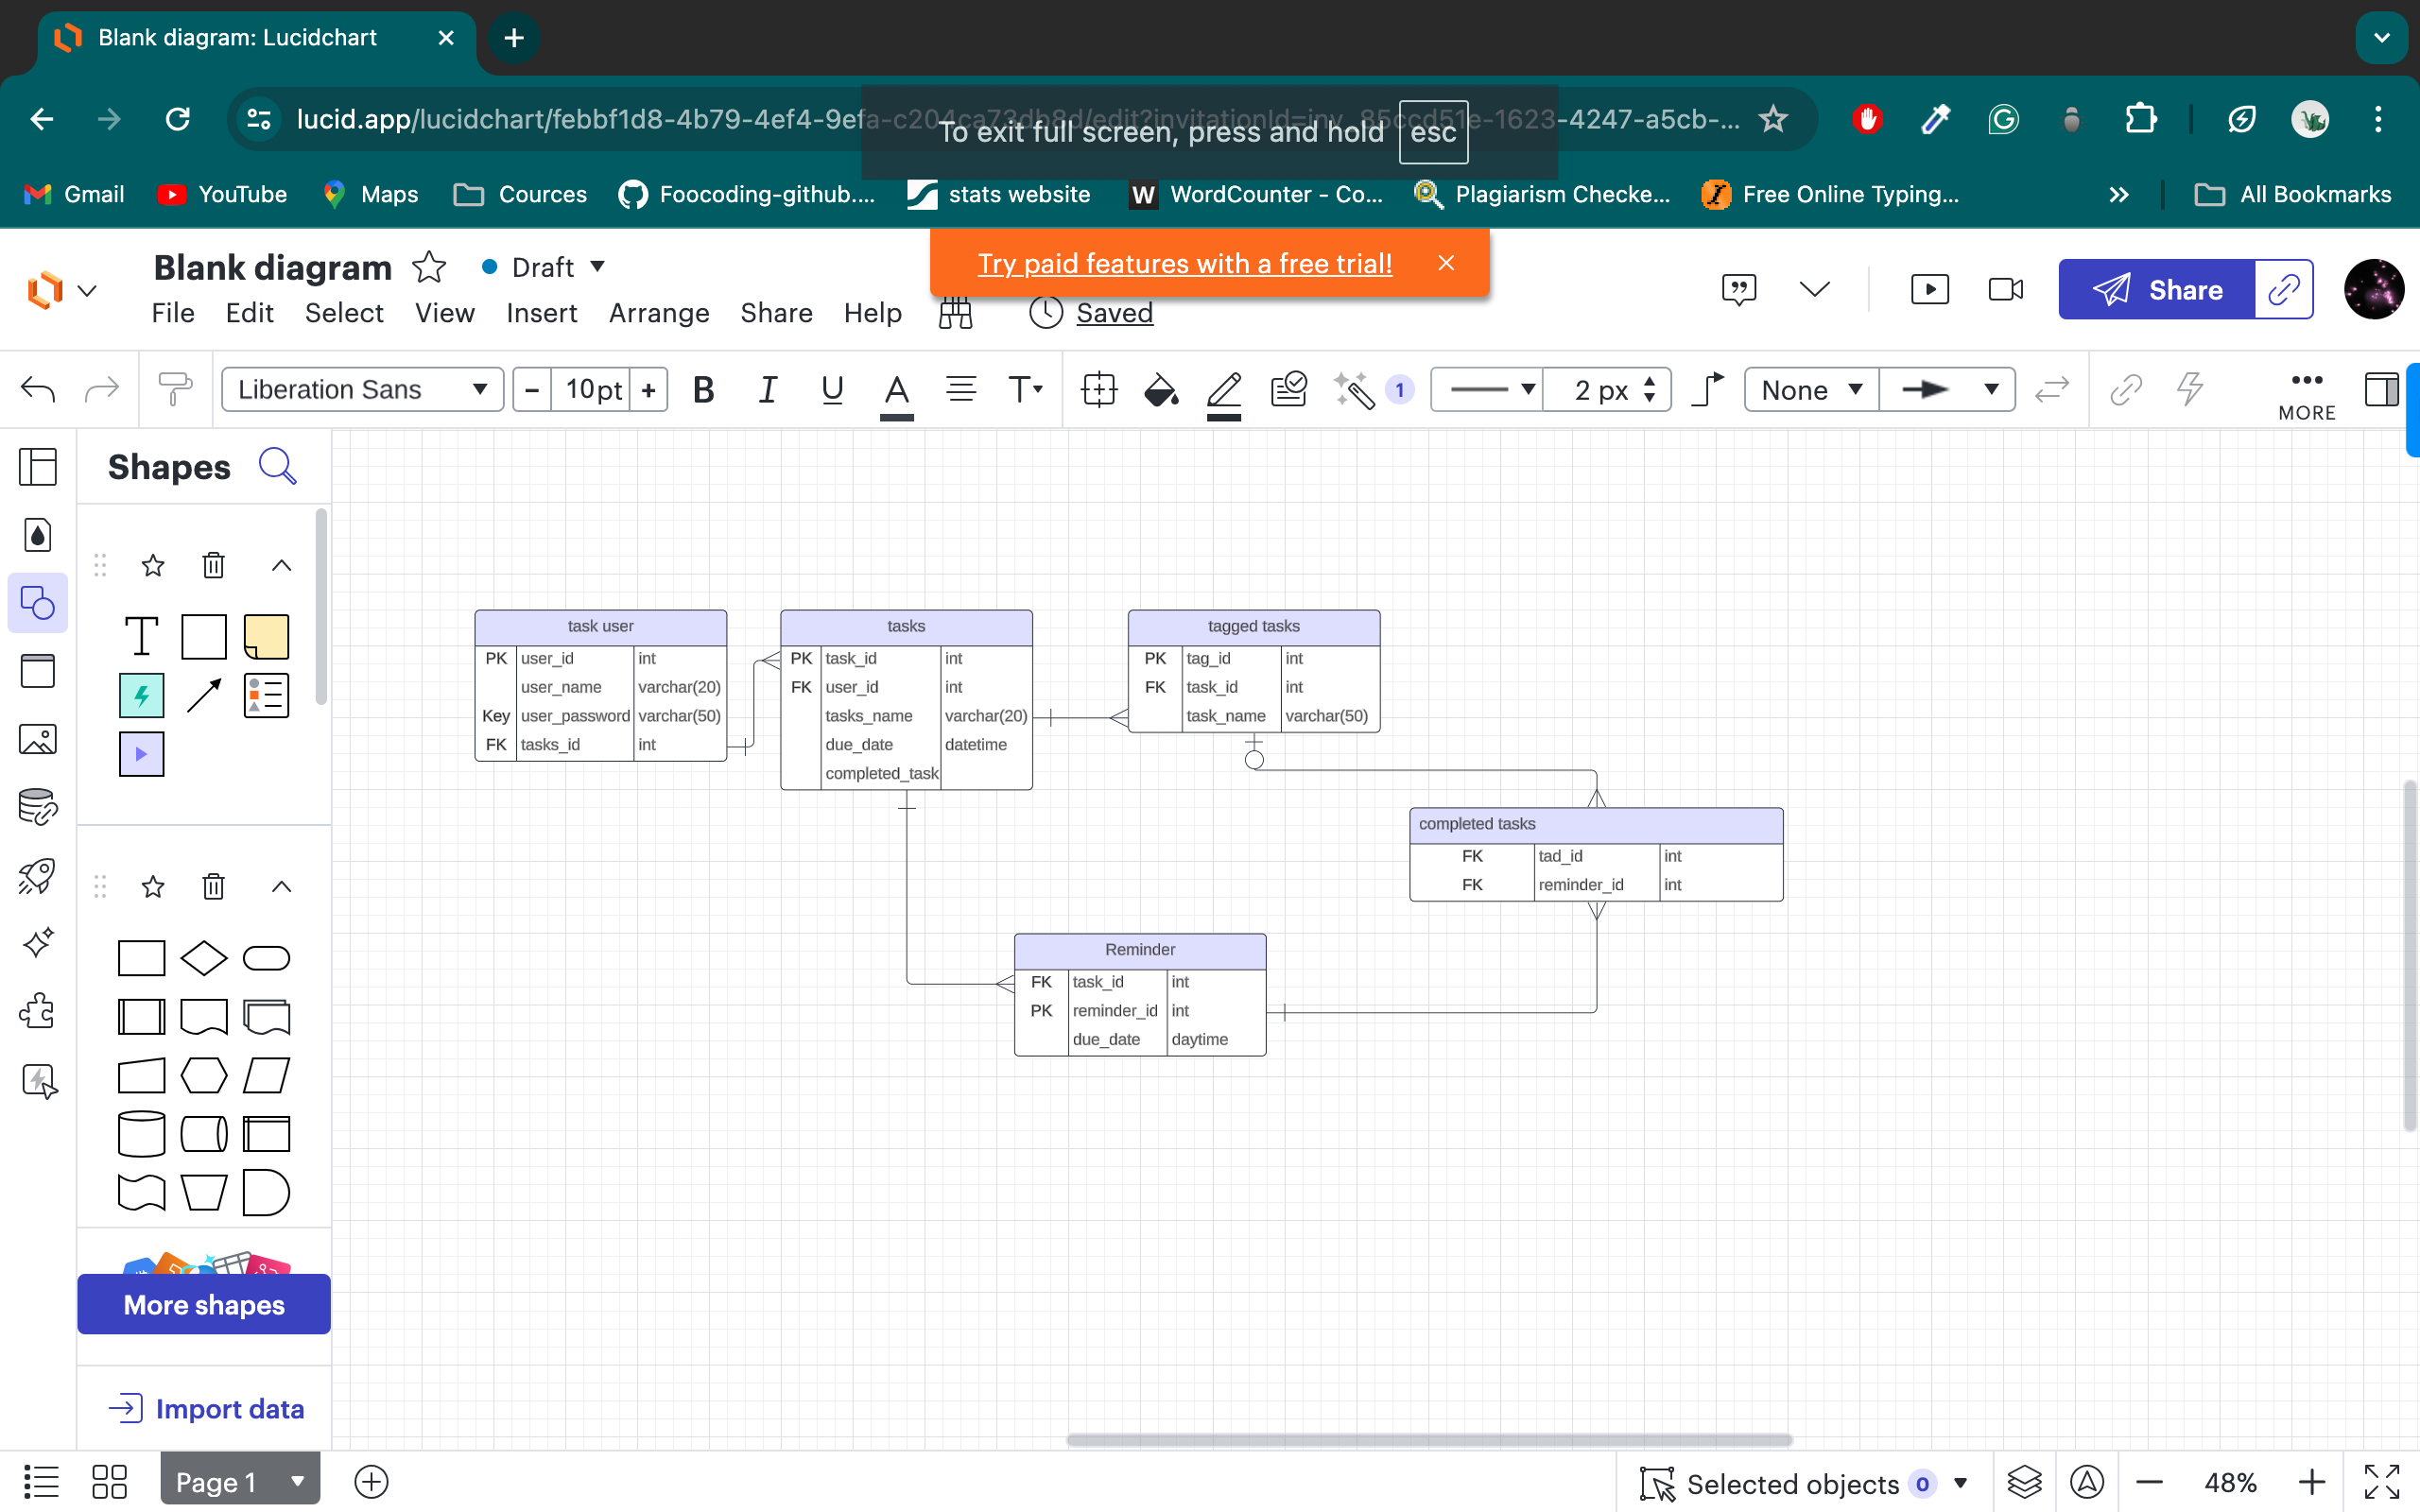 Blank diagram: Lucidchart
lucid.app/lucidchart/febbf1d8-4b79-4ef4-9efa-c204ca73db8d/edit?invitationId=inv_85ccd51e-1623-4247-a5cb-...
To exit full screen, press and hold esc
Gmail YouTube Maps Cources Foocoding-github.... stats website W WordCounter - Co... Plagiarism Checke... Free Online Typing... » All Bookmarks
Blank diagram Draft
Try paid features with a free trial!
Share
File Edit Select View Insert Arrange Share Help Saved
Liberation Sans - 10pt + B I U A T 1 2 px None
MORE
Shapes
T
task user
PK user_id int
user_name varchar(20)
Key user_password varchar(50)
FK tasks_id int
tasks
PK task_id int
FK user_id int
tasks_name varchar(20)
due_date datetime
completed_task
tagged tasks
PK tag_id int
FK task_id int
task_name varchar(50)
completed tasks
FK tad_id int
FK reminder_id int
Reminder
FK task_id int
PK reminder_id int
due_date daytime
More shapes
Import data
Page 1
Selected objects 0
48%